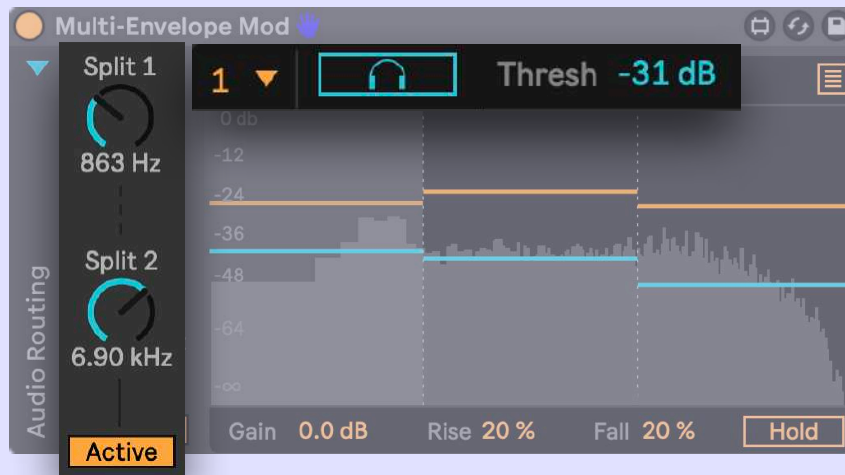 Multi-Envelope Mod
Split 1
863 Hz
Split 2
6.90 kHz
Active
Audio Routing
1 Thresh -31 dB
0 db
-12
-24
-36
-48
-64
-∞
Gain 0.0 dB Rise 20 % Fall 20 % Hold